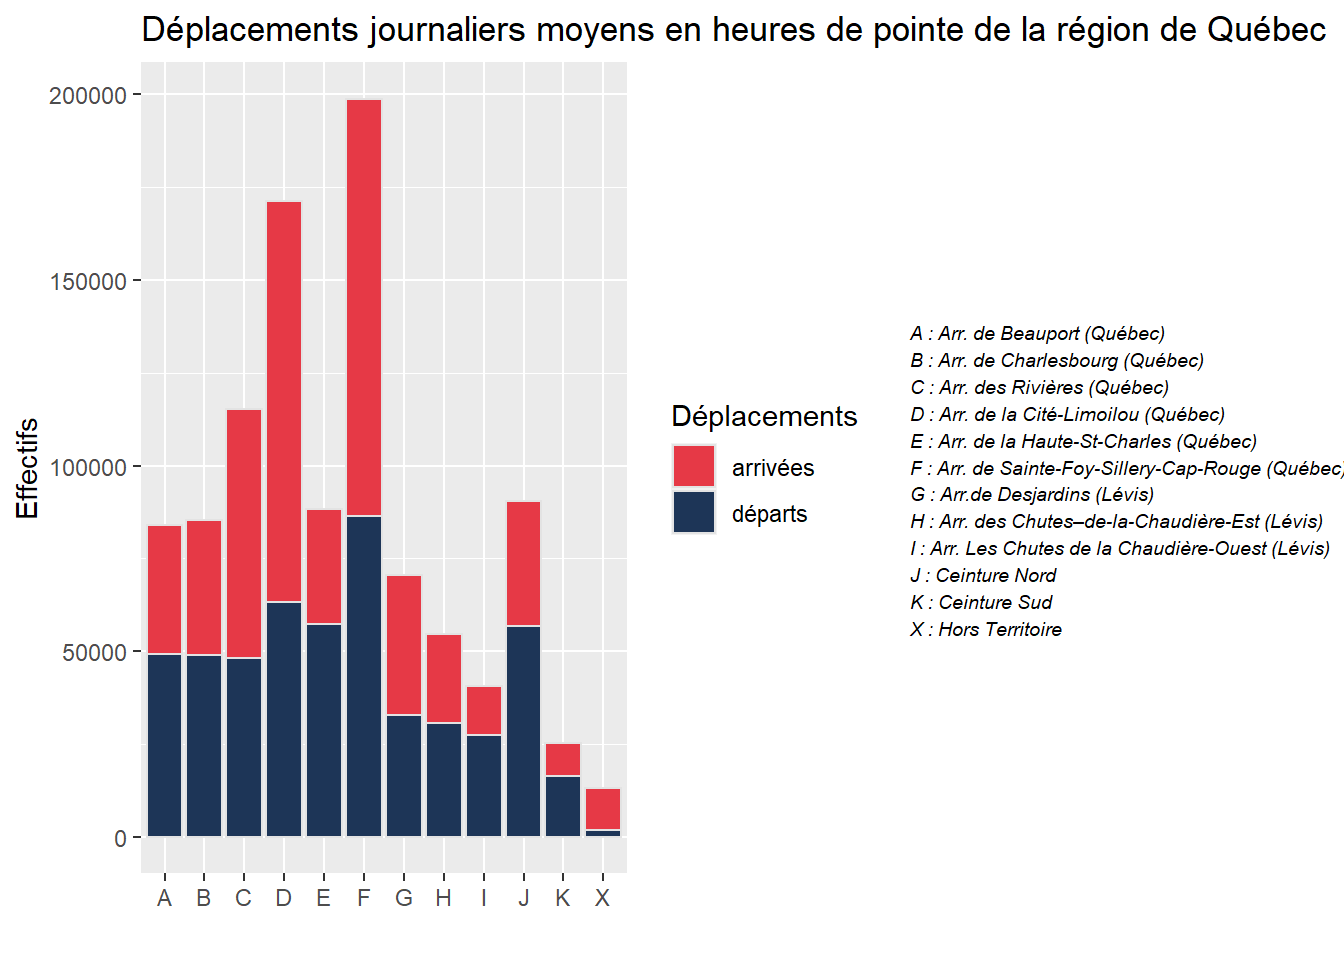 Déplacements journaliers moyens en heures de pointe de la région de Québec
Effectifs
200000
150000
100000
50000
0
A B C D E F G H I J K X
Déplacements
arrivées
départs
A : Arr. de Beauport (Québec)
B : Arr. de Charlesbourg (Québec)
C : Arr. des Rivières (Québec)
D : Arr. de la Cité-Limoilou (Québec)
E : Arr. de la Haute-St-Charles (Québec)
F : Arr. de Sainte-Foy-Sillery-Cap-Rouge (Québec)
G : Arr.de Desjardins (Lévis)
H : Arr. des Chutes–de-la-Chaudière-Est (Lévis)
I : Arr. Les Chutes de la Chaudière-Ouest (Lévis)
J : Ceinture Nord
K : Ceinture Sud
X : Hors Territoire